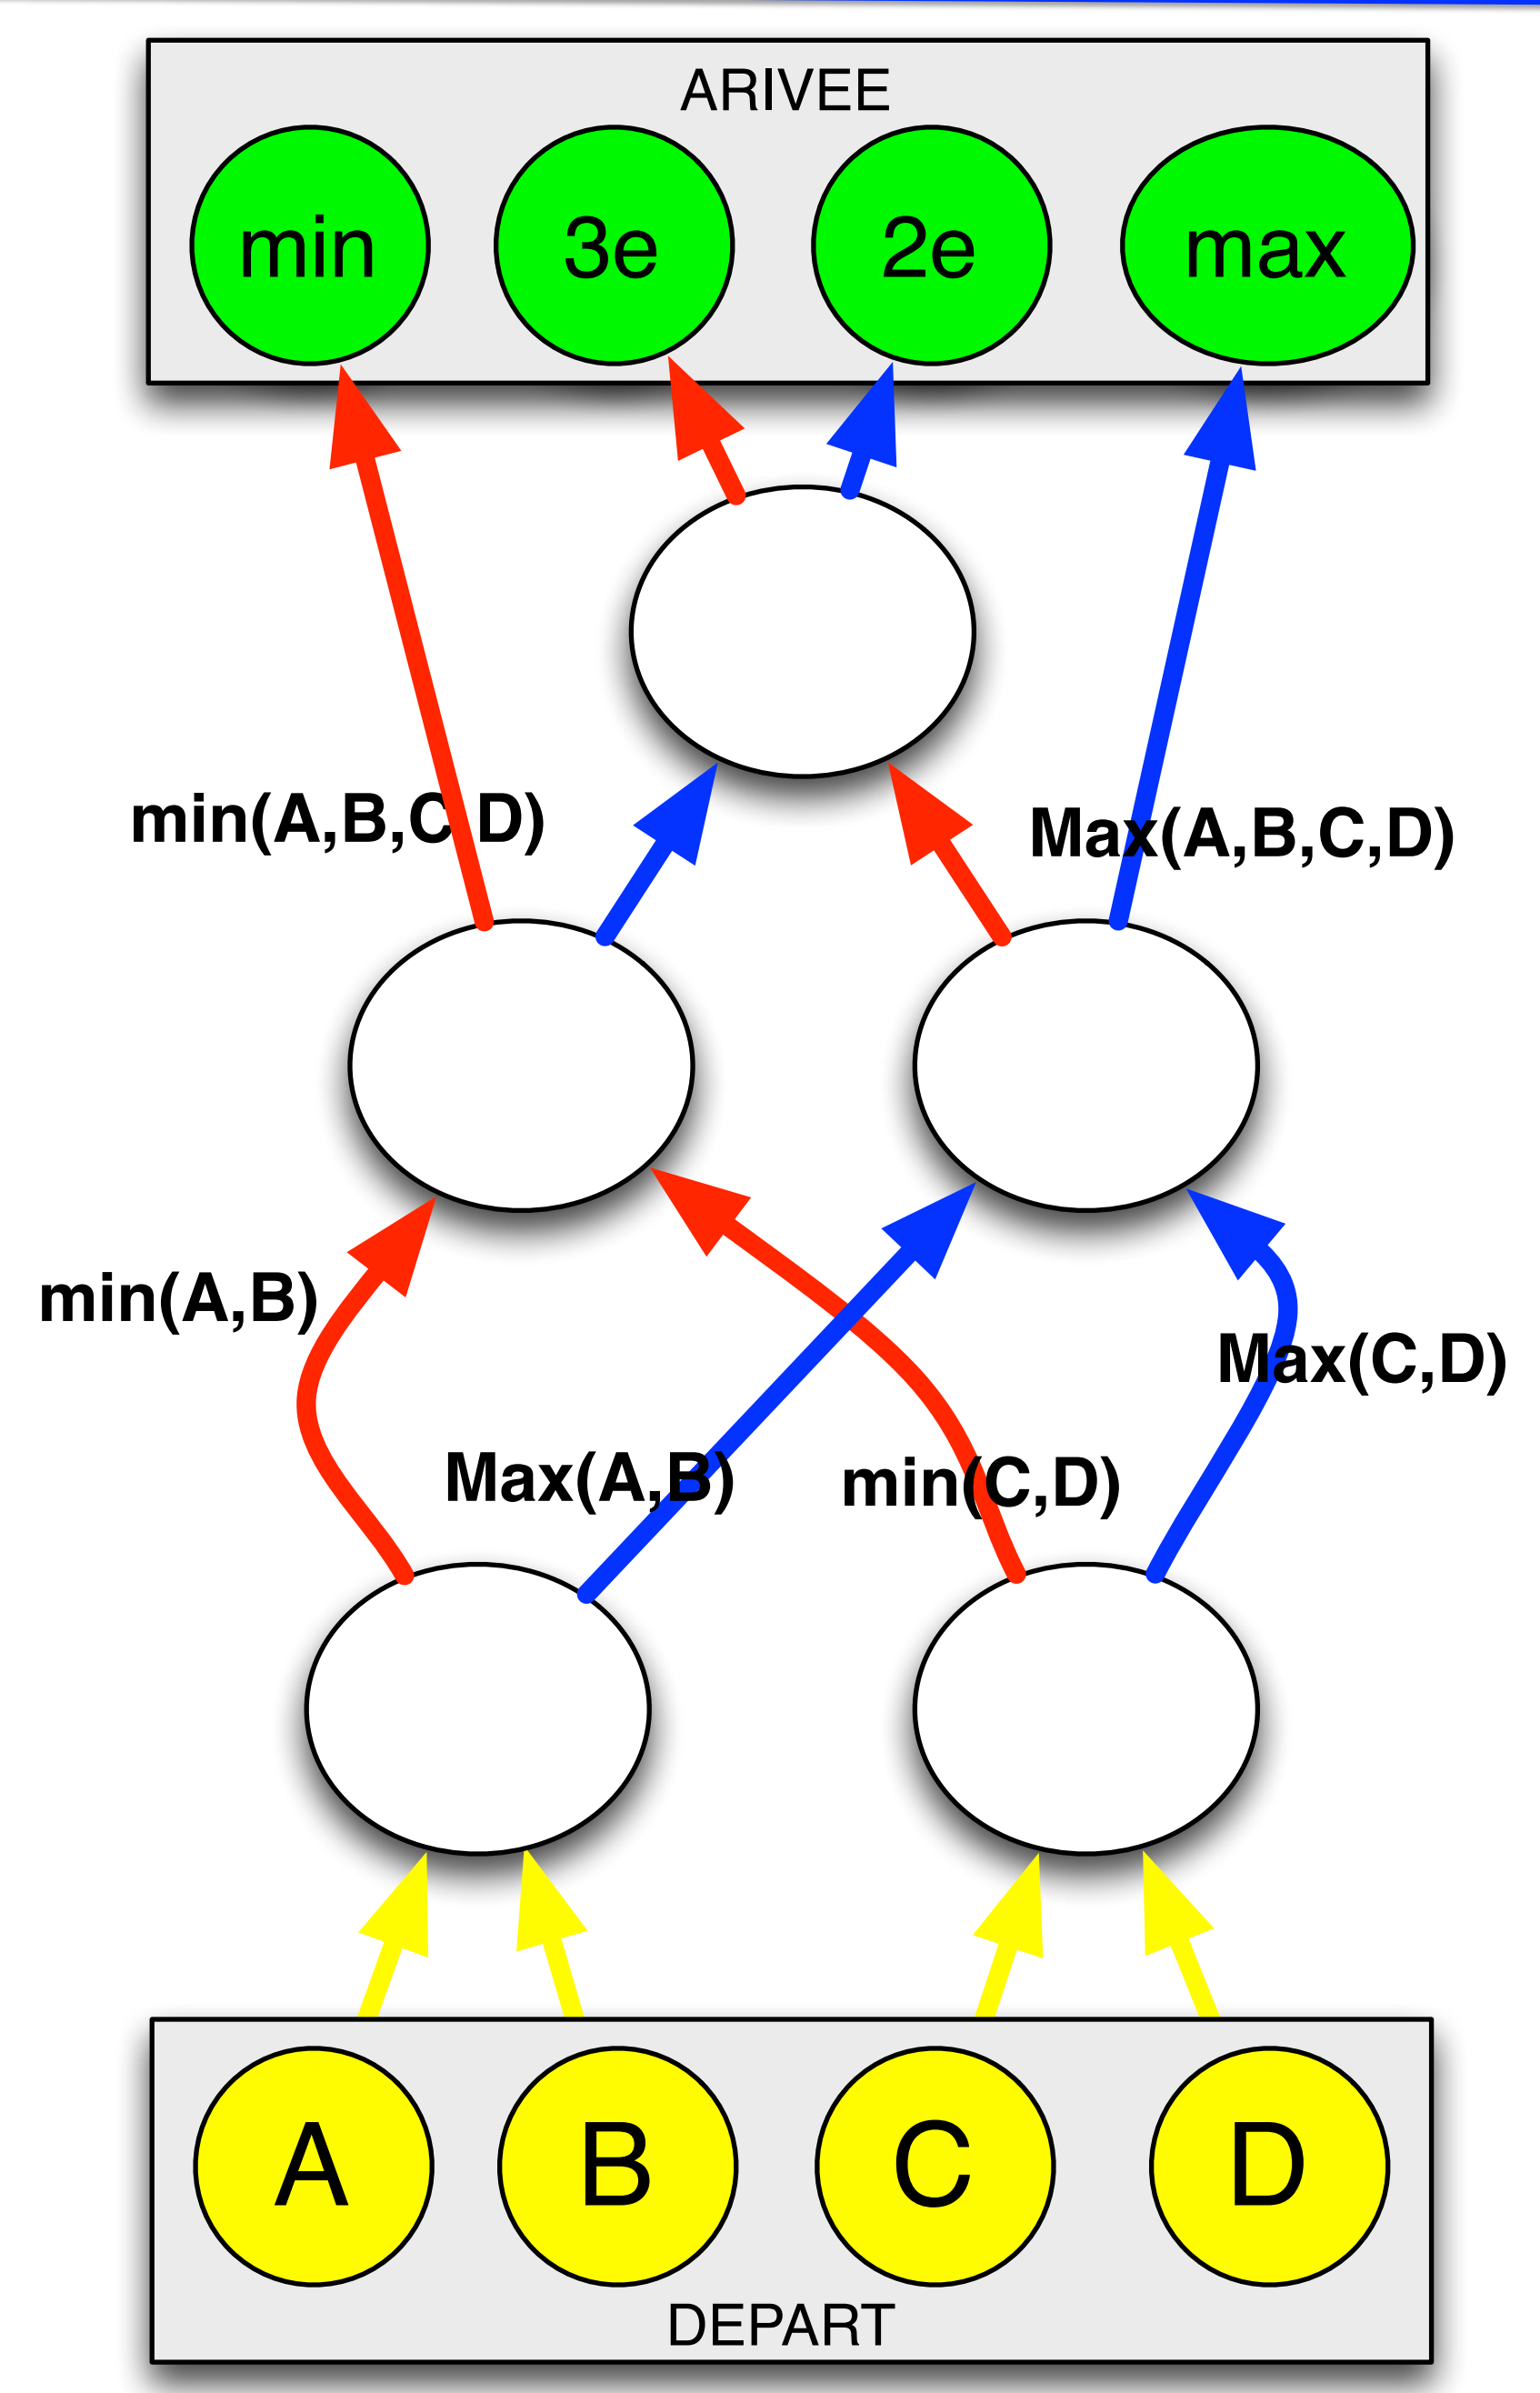 ARIVEE
min 3e 2e max
min(A,B,C,D)
Max(A,B,C,D)
min(A,B)
Max(C,D)
Max(A,B)
min(C,D)
A B C D
DEPART